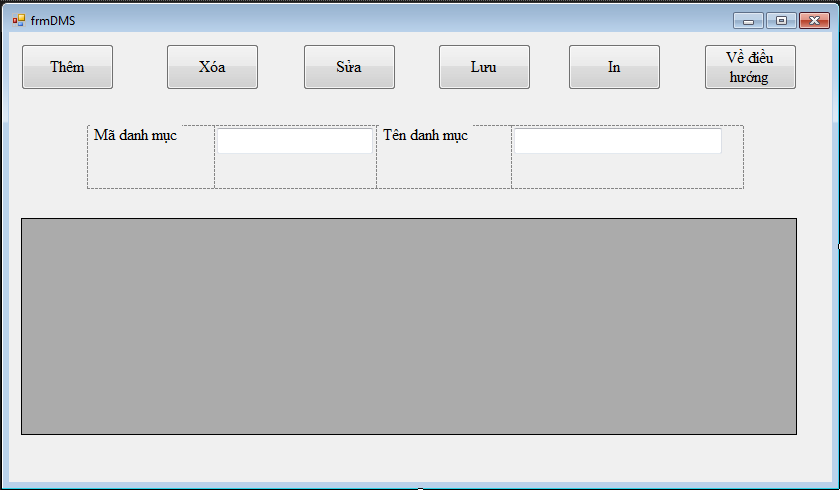 frmDMS
Thêm
Xóa
Sửa
Lưu
In
Về điều
hướng
Mã danh mục
Tên danh mục